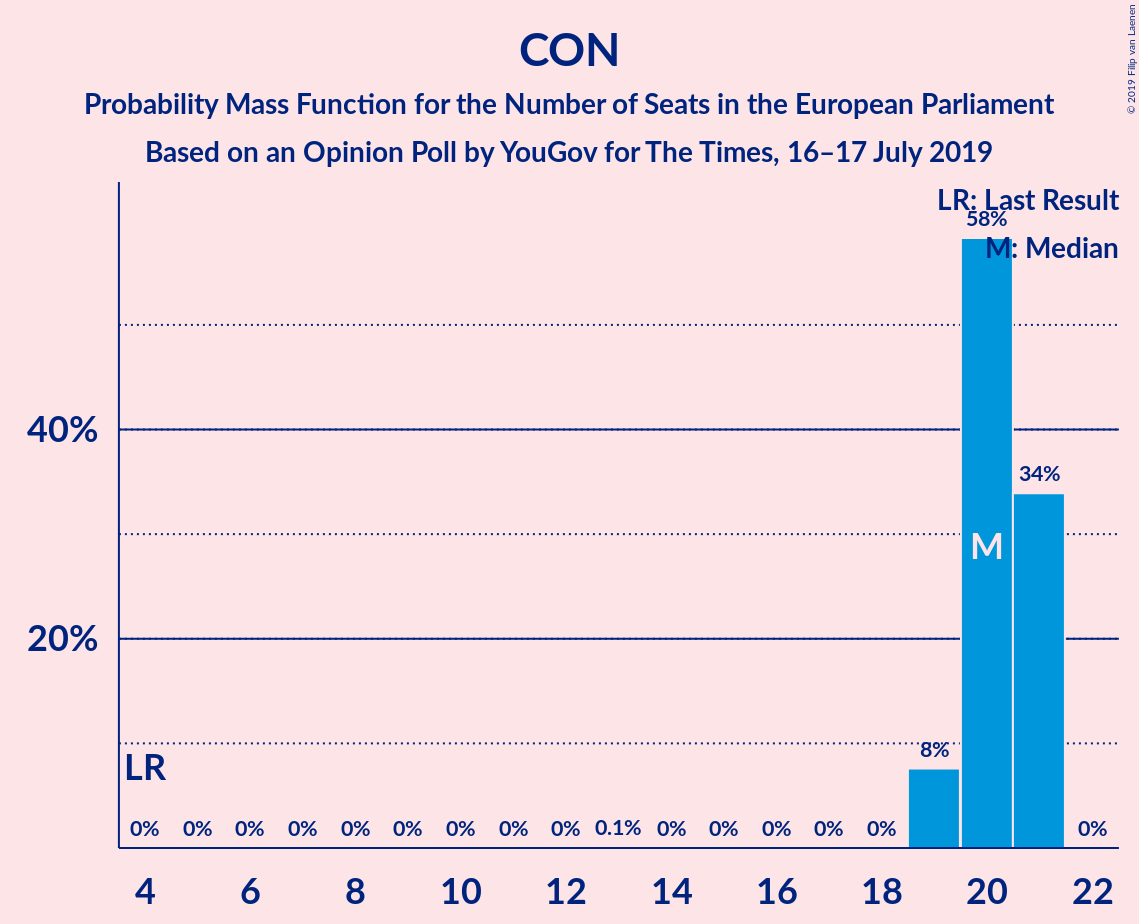 © 2019 Filip van Laenen
CON
Probability Mass Function for the Number of Seats in the European Parliament
Based on an Opinion Poll by YouGov for The Times, 16–17 July 2019
LR: Last Result
58%
M: Median
40%
34%
M
20%
8%
LR
0% 0% 0% 0% 0% 0% 0% 0% 0% 0.1% 0% 0% 0% 0% 0% 0%
4 6 8 10 12 14 16 18 20 22